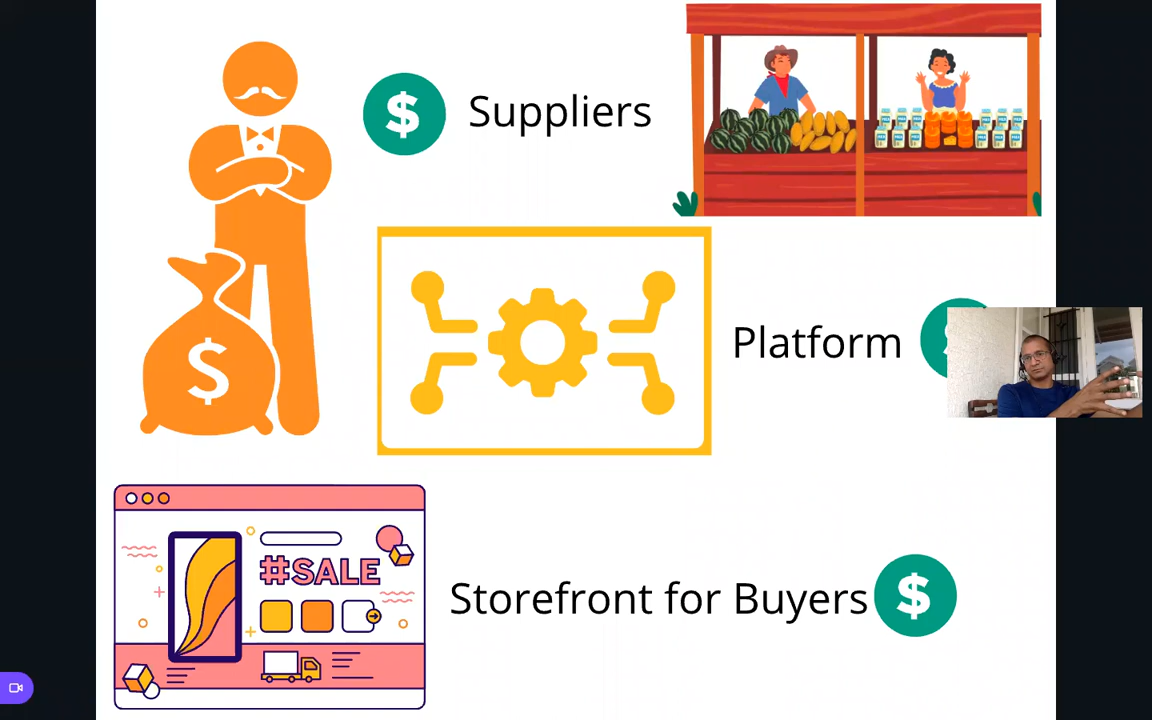 $ Suppliers
Platform
$
#SALE
Storefront for Buyers $